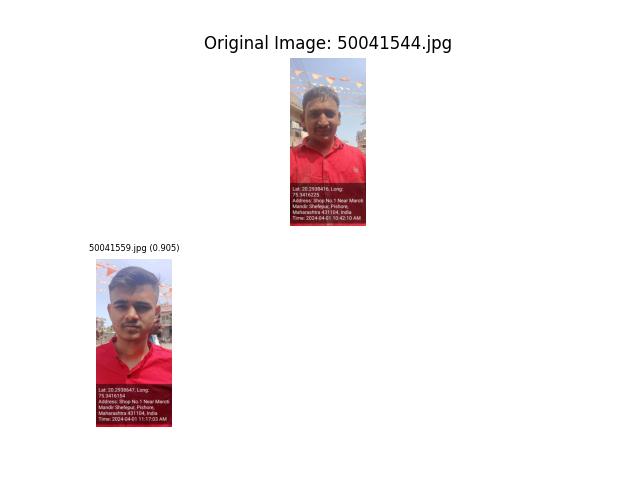 Original Image: 50041544.jpg
Lat: 20.2938416, Long:
75.3416225
Address: Shop No.1 Near Maroti
Mandir Shefepur, Pishore,
Maharashtra 431104, India
Time: 2024-04-01 10:42:10 AM
50041559.jpg (0.905)
Lat: 20.2938647, Long:
75.3416154
Address: Shop No.1 Near Maroti
Mandir Shefepur, Pishore,
Maharashtra 431104, India
Time: 2024-04-01 11:17:03 AM